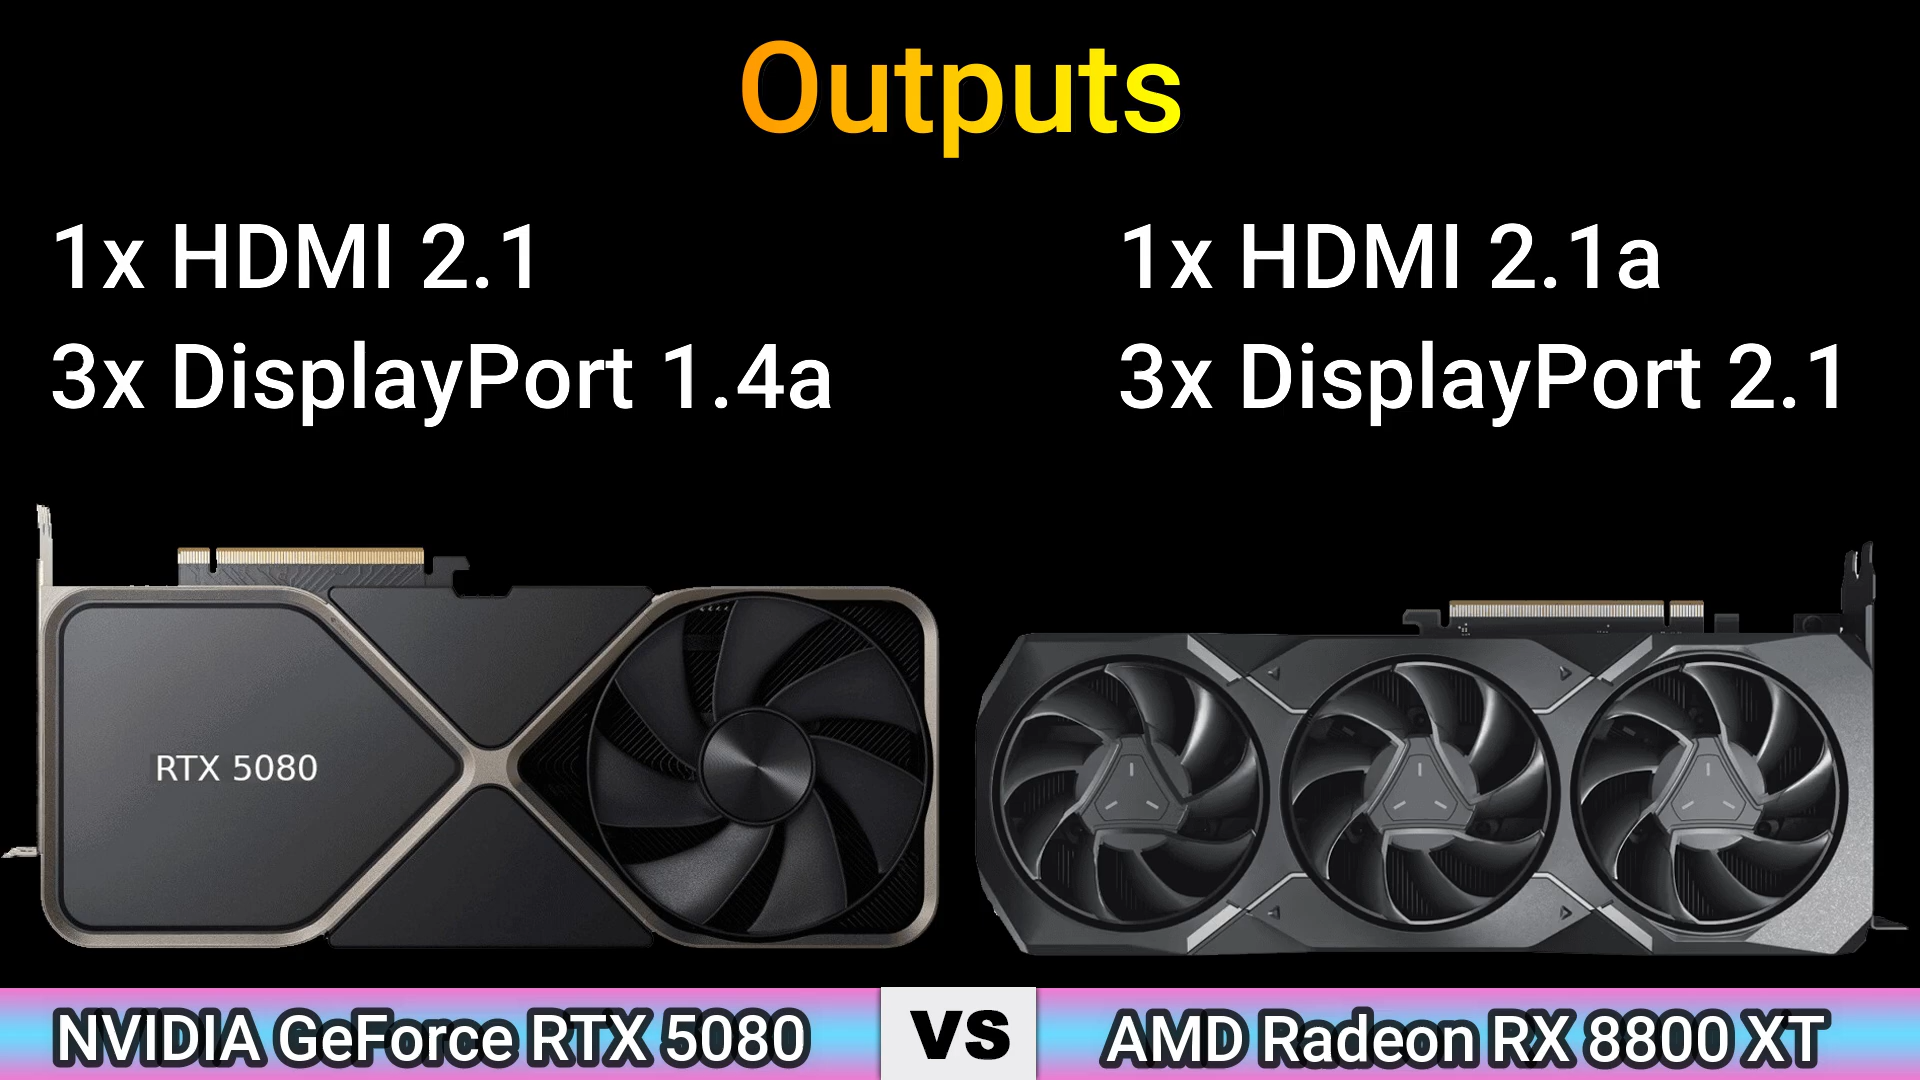 Outputs
1x HDMI 2.1
3x DisplayPort 1.4a
1x HDMI 2.1a
3x DisplayPort 2.1
RTX 5080
NVIDIA GeForce RTX 5080
VS
AMD Radeon RX 8800 XT